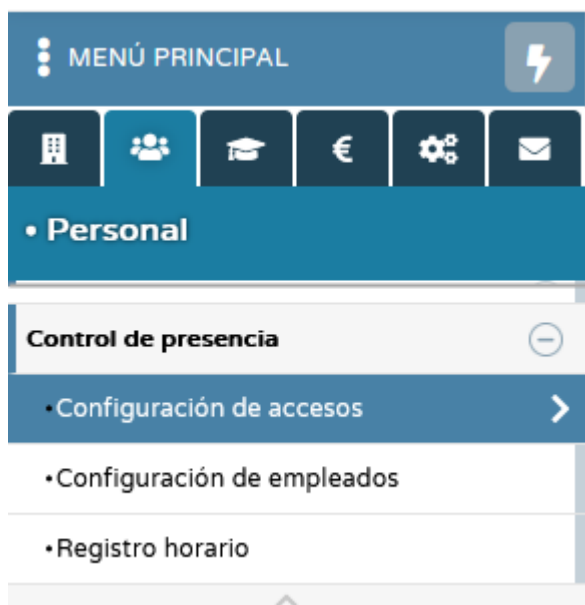 MENÚ PRINCIPAL
€
• Personal
Control de presencia
•Configuración de accesos
•Configuración de empleados
•Registro horario